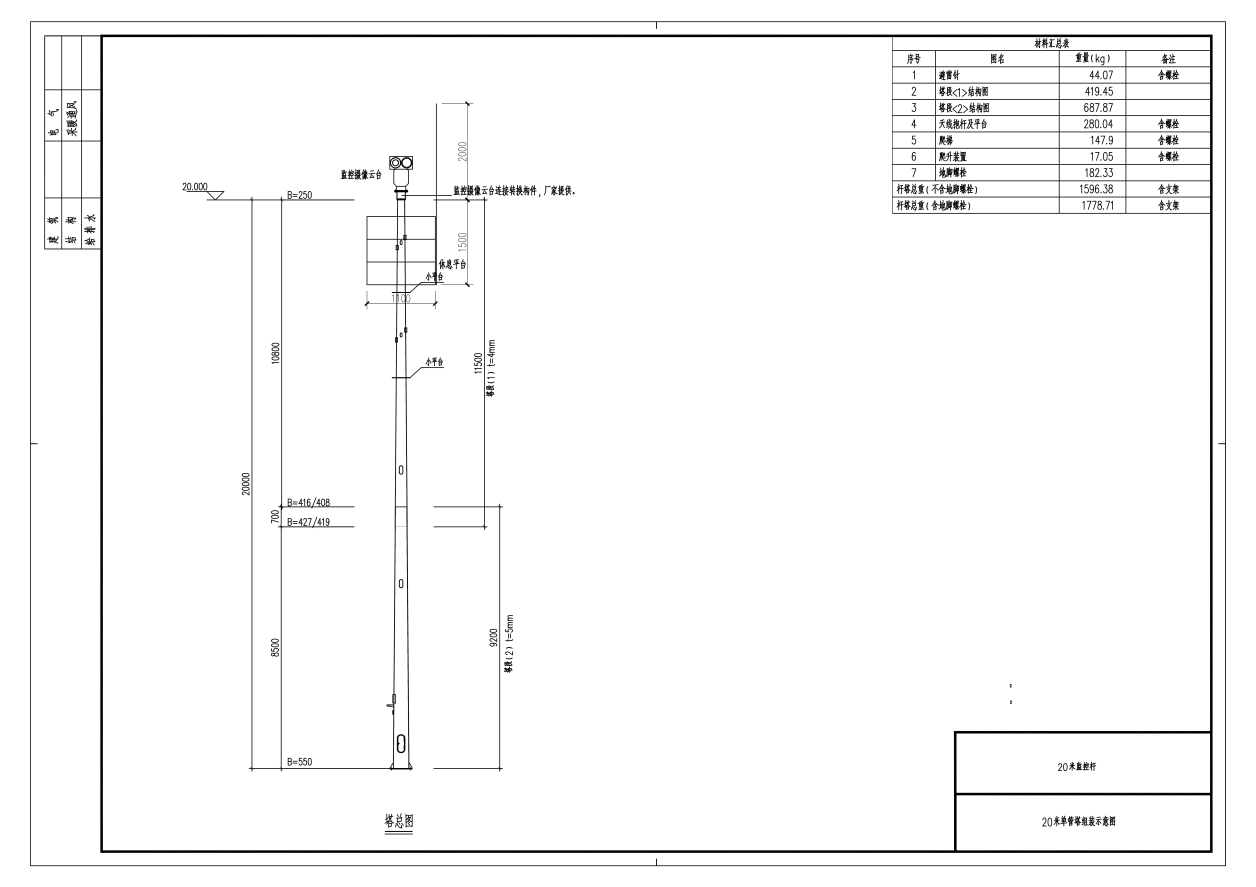 材料汇总表
序号 图名 重量(kg) 备注
1 避雷针 44.07 含螺栓
2 塔段<1>结构图 419.45
3 塔段<2>结构图 687.87
4 天线抱杆及平台 280.04 含螺栓
5 爬梯 147.9 含螺栓
6 爬升装置 17.05 含螺栓
7 地脚螺栓 182.33
杆塔总重(不含地脚螺栓) 1596.38 含支架
杆塔总重(含地脚螺栓) 1778.71 含支架
电 气
采暖通风
建 筑
结 构
给排水
2000
监控摄像云台
20.000
B=250
监控摄像云台连接转换构件，厂家提供。
1500
休息平台
小平台
1100
10800
11500
塔段(1) t=4mm
小平台
20000
B=416/408
700
B=427/419
8500
9200
塔段(2) t=5mm
B=550
塔总图
20米监控杆
20米单管塔组装示意图